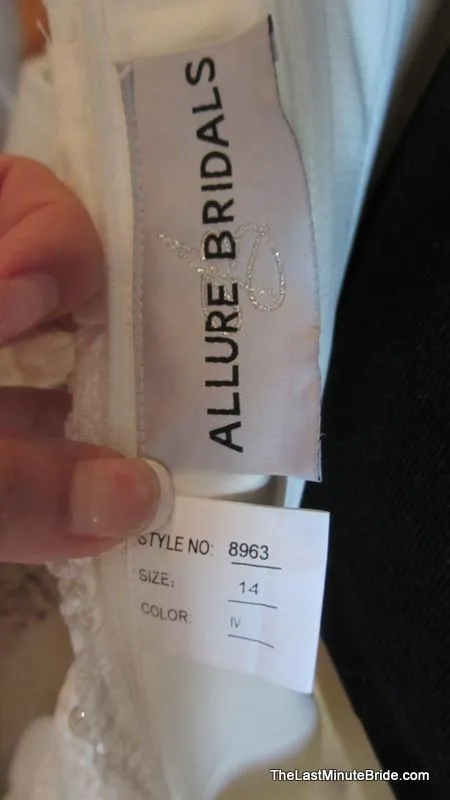 ALLURE BRIDALS
STYLE NO: 8963
SIZE: 14
COLOR: IV
TheLastMinuteBride.com